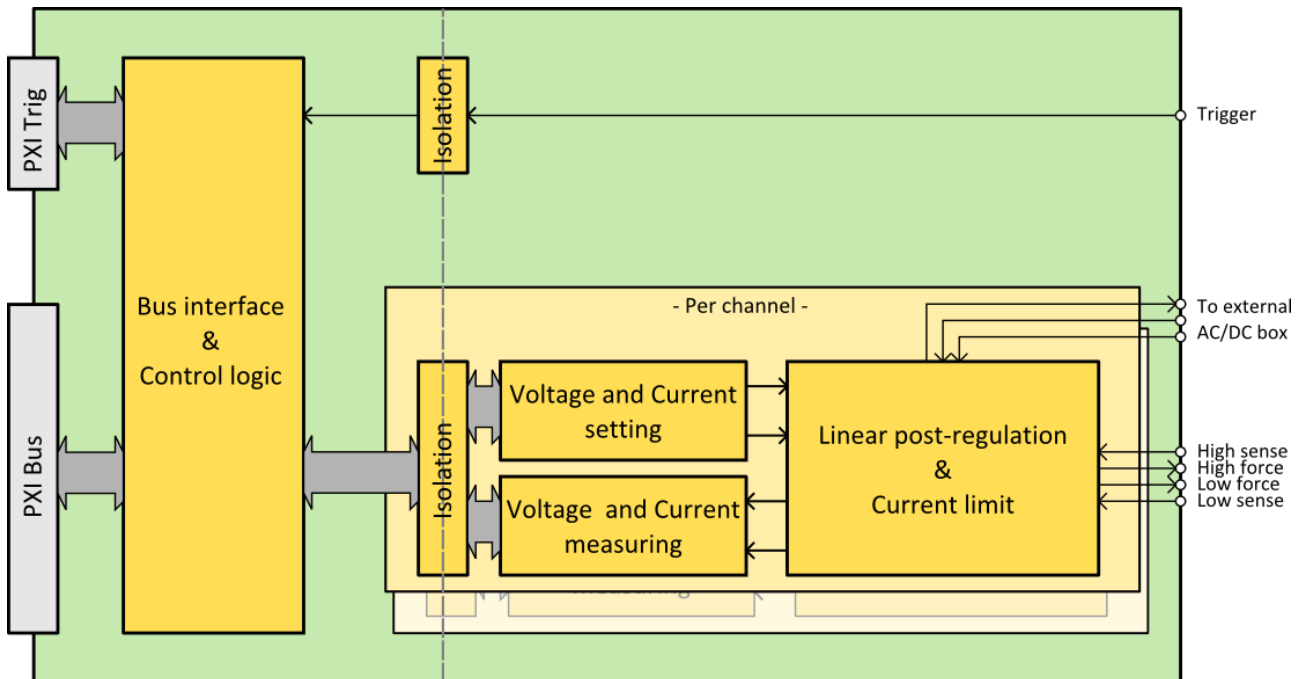 PXI Trig
Isolation
Trigger
- Per channel -
To external
AC/DC box
Bus interface
&
Control logic
PXI Bus
Isolation
Voltage and Current
setting
Voltage and Current
measuring
Linear post-regulation
&
Current limit
High sense
High force
Low force
Low sense
measuring